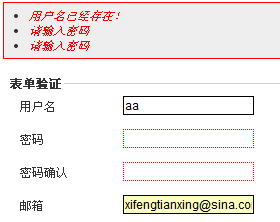 用户名已经存在!
请输入密码
请输入密码
表单验证
用户名 aa
密码
密码确认
邮箱 xifengtianxing@sina.co